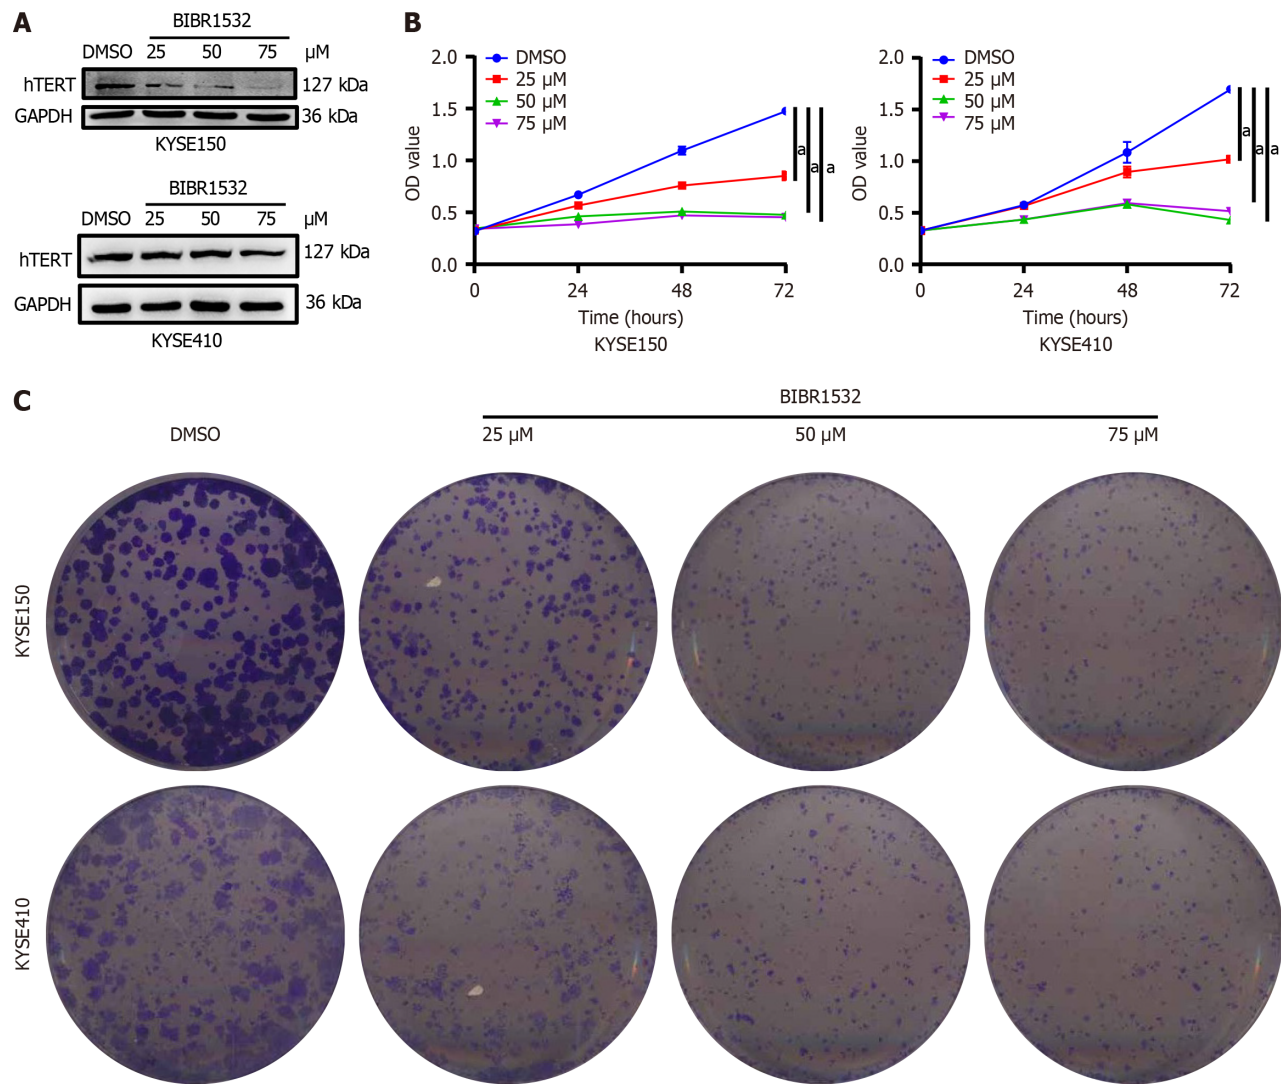 A
BIBR1532
DMSO 25 50 75 µM
hTERT 127 kDa
GAPDH 36 kDa
KYSE150
BIBR1532
DMSO 25 50 75 µM
hTERT 127 kDa
GAPDH 36 kDa
KYSE410
B
DMSO
25 µM
50 µM
75 µM
2.0
1.5
1.0
0.5
0.0
OD value
a
a
a
0 24 48 72
Time (hours)
KYSE150
DMSO
25 µM
50 µM
75 µM
2.0
1.5
1.0
0.5
0.0
OD value
a
a
a
0 24 48 72
Time (hours)
KYSE410
C
BIBR1532
DMSO 25 µM 50 µM 75 µM
KYSE150
KYSE410